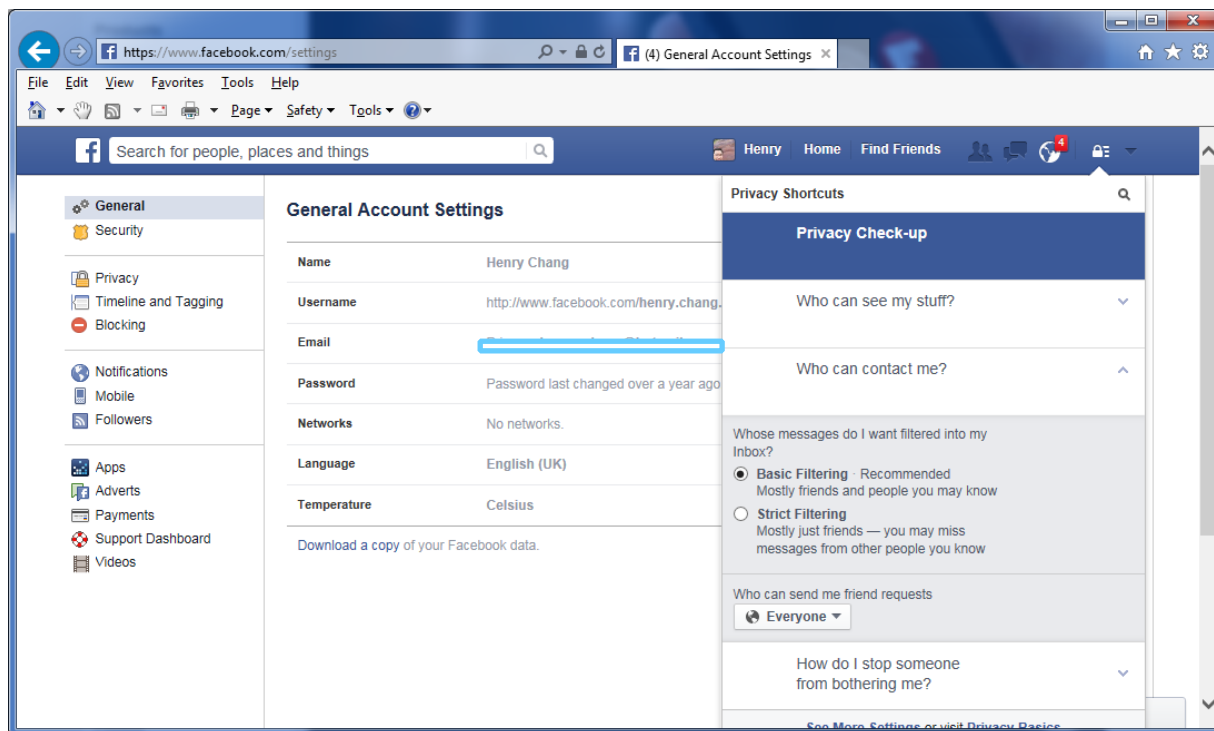 https://www.facebook.com/settings
(4) General Account Settings
File Edit View Favorites Tools Help
Page Safety Tools
Search for people, places and things
Henry Home Find Friends 4
General
Security
Privacy
Timeline and Tagging
Blocking
Notifications
Mobile
Followers
Apps
Adverts
Payments
Support Dashboard
Videos
General Account Settings
Name Henry Chang
Username http://www.facebook.com/henry.chang.
Email
Password Password last changed over a year ago
Networks No networks.
Language English (UK)
Temperature Celsius
Download a copy of your Facebook data.
Privacy Shortcuts
Privacy Check-up
Who can see my stuff?
Who can contact me?
Whose messages do I want filtered into my
Inbox?
Basic Filtering · Recommended
Mostly friends and people you may know
Strict Filtering
Mostly just friends — you may miss
messages from other people you know
Who can send me friend requests
Everyone
How do I stop someone
from bothering me?
See More Settings or visit Privacy Basics